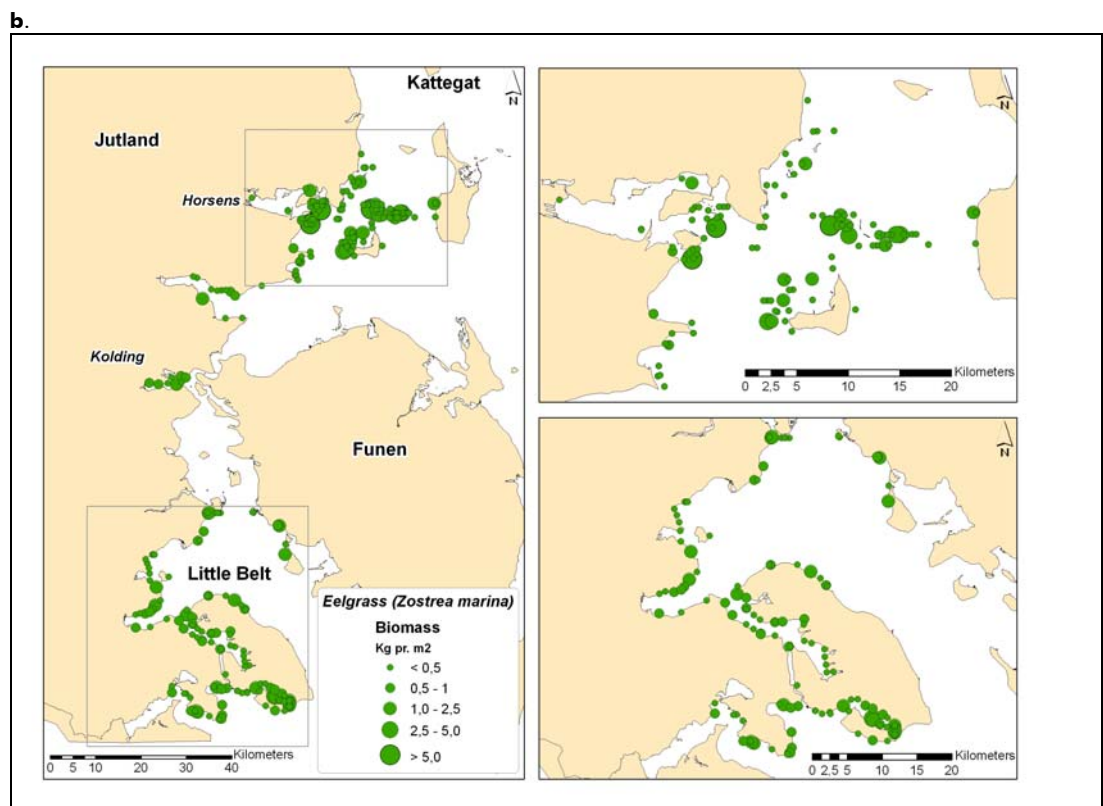 b.
Kattegat
N
Jutland
Horsens
Kolding
Funen
Little Belt
Eelgrass (Zostrea marina)
Biomass
Kg pr. m2
< 0,5
0,5 - 1
1,0 - 2,5
2,5 - 5,0
> 5,0
Kilometers
0 5 10 20 30 40
N
Kilometers
0 2,5 5 10 15 20
N
Kilometers
0 2,5 5 10 15 20